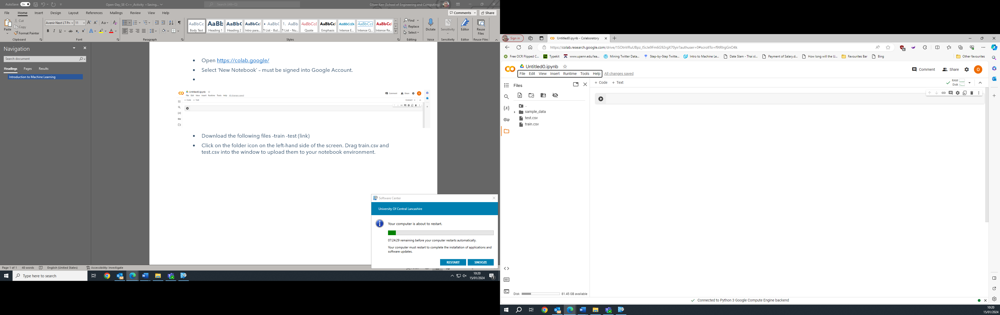 AutoSave On Open-Day_SE-C++_Activity • Saving... Search (Alt+Q) Oliver Kerr (School of Engineering and Computing)
File Home Insert Design Layout References Mailings Review View Help Comments Share
Paste Cut Copy Format Painter
Avenir Next LT Pr 11
AaBbCc Body Text
AaBb Heading 1
AaBbC Heading 2
AaBbCc Intro para...
• AaBb( ¶ List - Bul...
1. AaBb ¶ List - Nu...
AaBbCcL Quote
AaBbCc Emphasis
AaBbCcDı Intense E...
AaBbCcL Intense Q...
AaBbCc Intense Re...
Find Replace Select
Dictate Sensitivity Editor Reuse Files
Clipboard Font Paragraph Styles Editing Voice Sensitivity Editor Reuse Files
Navigation
Search document
Headings Pages Results
Introduction to Machine Learning
• Open https://colab.google/
• Select ‘New Notebook’ – must be signed into Google Account.
•
Untitled0.ipynb
File Edit View Insert Runtime Tools Help All changes saved
Comment Share O
+ Code + Text Connect
• Download the following files -train -test (link)
• Click on the folder icon on the left-hand side of the screen. Drag train.csv and
test.csv into the window to upload them to your notebook environment.
Software Center
University Of Central Lancashire
Your computer is about to restart.
07:24:29 remaining before your computer restarts automatically.
Your computer must restart to complete the installation of applications and
software updates.
RESTART SNOOZE
Page 1 of 1 48 words English (United States) Accessibility: Investigate
Type here to search
10:20
15/01/2024
3
Sign in Untitled0.ipynb - Colaboratory
https://colab.research.google.com/drive/1SOtnVRuUBpz_l5cJe9Fm6G92rgX70yir?authuser=0#scrollTo=f9tRIrgGnO4k
Free OCR Flipped C... Typekit www.upenn.edu/lea... Mining Twitter Data... Step-by-Step Twitte... Intro to Machine Le... Date Slam - Thai sl... Payment of Salary.d... How long will the U... Favourites Bar Bing Other favourites
Untitled0.ipynb
File Edit View Insert Runtime Tools Help All changes saved
Comment Share O
Files
+ Code + Text
RAM
Disk
..
sample_data
test.csv
train.csv
Disk 81.45 GB available
Connected to Python 3 Google Compute Engine backend
10:20
15/01/2024